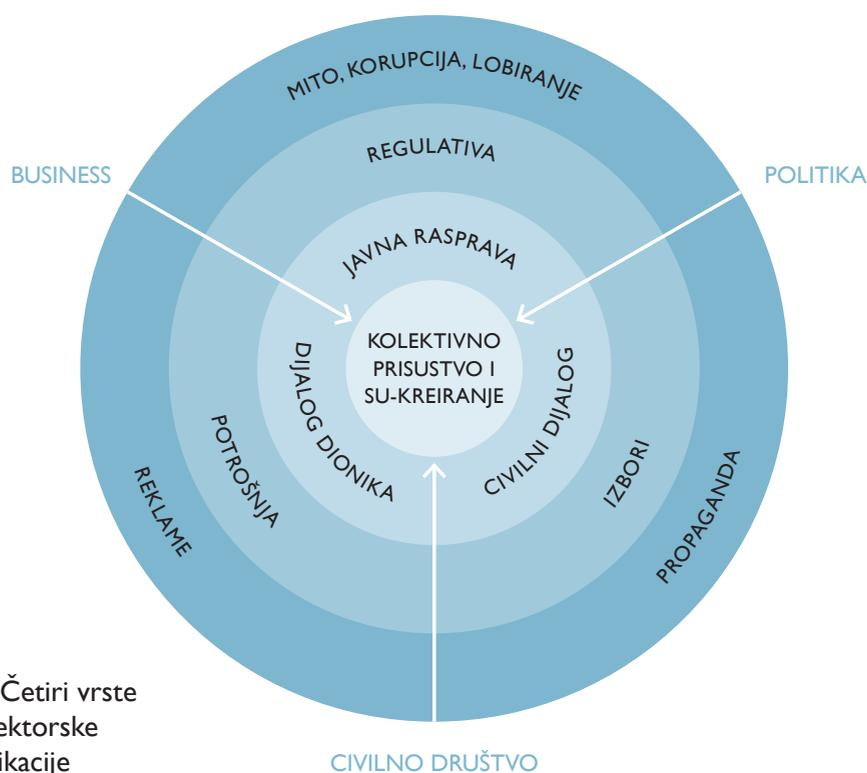 MITO, KORUPCIJA, LOBIRANJE
REGULATIVA
BUSINESS
POLITIKA
JAVNA RASPRAVA
KOLEKTIVNO
PRISUSTVO I
SU-KREIRANJE
DIJALOG DIONIKA
CIVILNI DIJALOG
POTROŠNJA
IZBORI
REKLAME
PROPAGANDA
Četiri vrste
ektorske
ikacije
CIVILNO DRUŠTVO